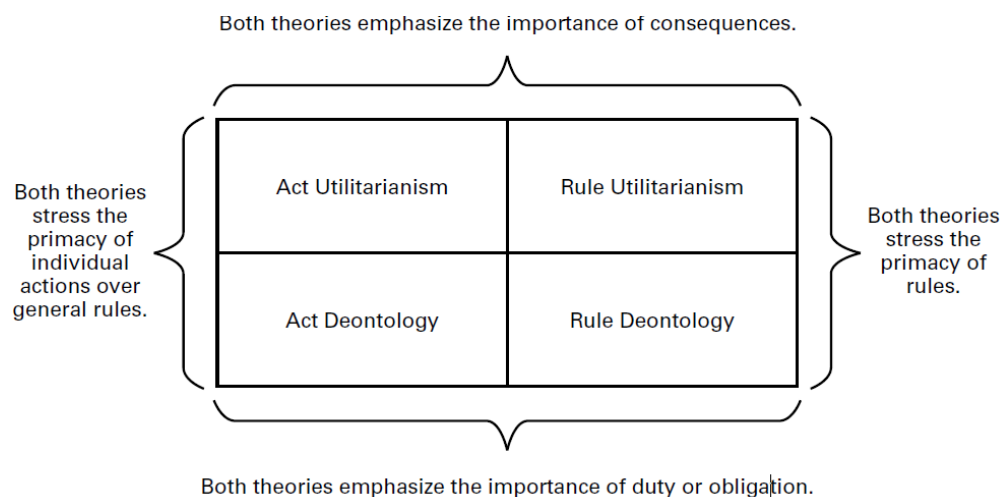 Both theories emphasize the importance of consequences.
Both theories
stress the
primacy of
individual
actions over
general rules.
Act Utilitarianism
Rule Utilitarianism
Act Deontology
Rule Deontology
Both theories
stress the
primacy of
rules.
Both theories emphasize the importance of duty or obligation.